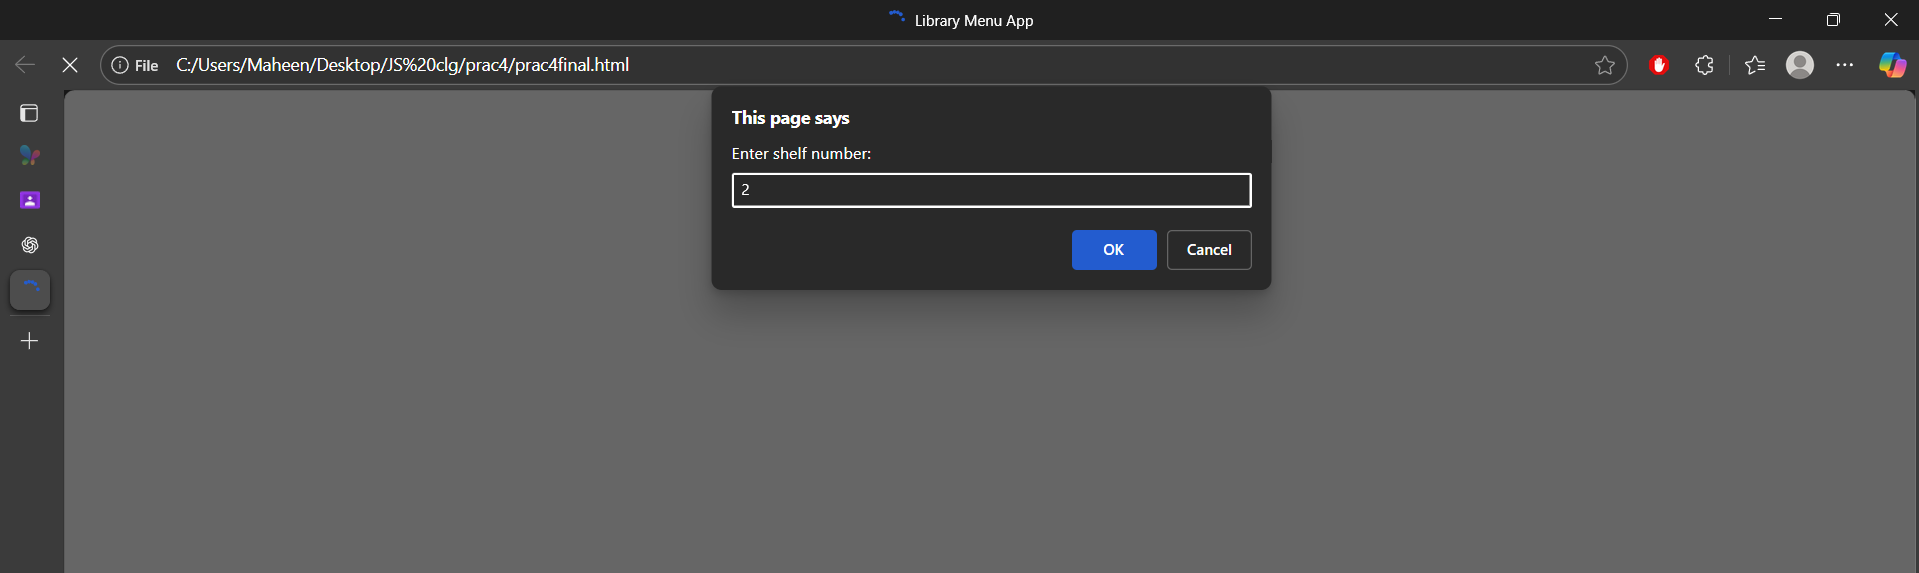 Library Menu App
File C:/Users/Maheen/Desktop/JS%20clg/prac4/prac4final.html
This page says
Enter shelf number:
2
OK Cancel